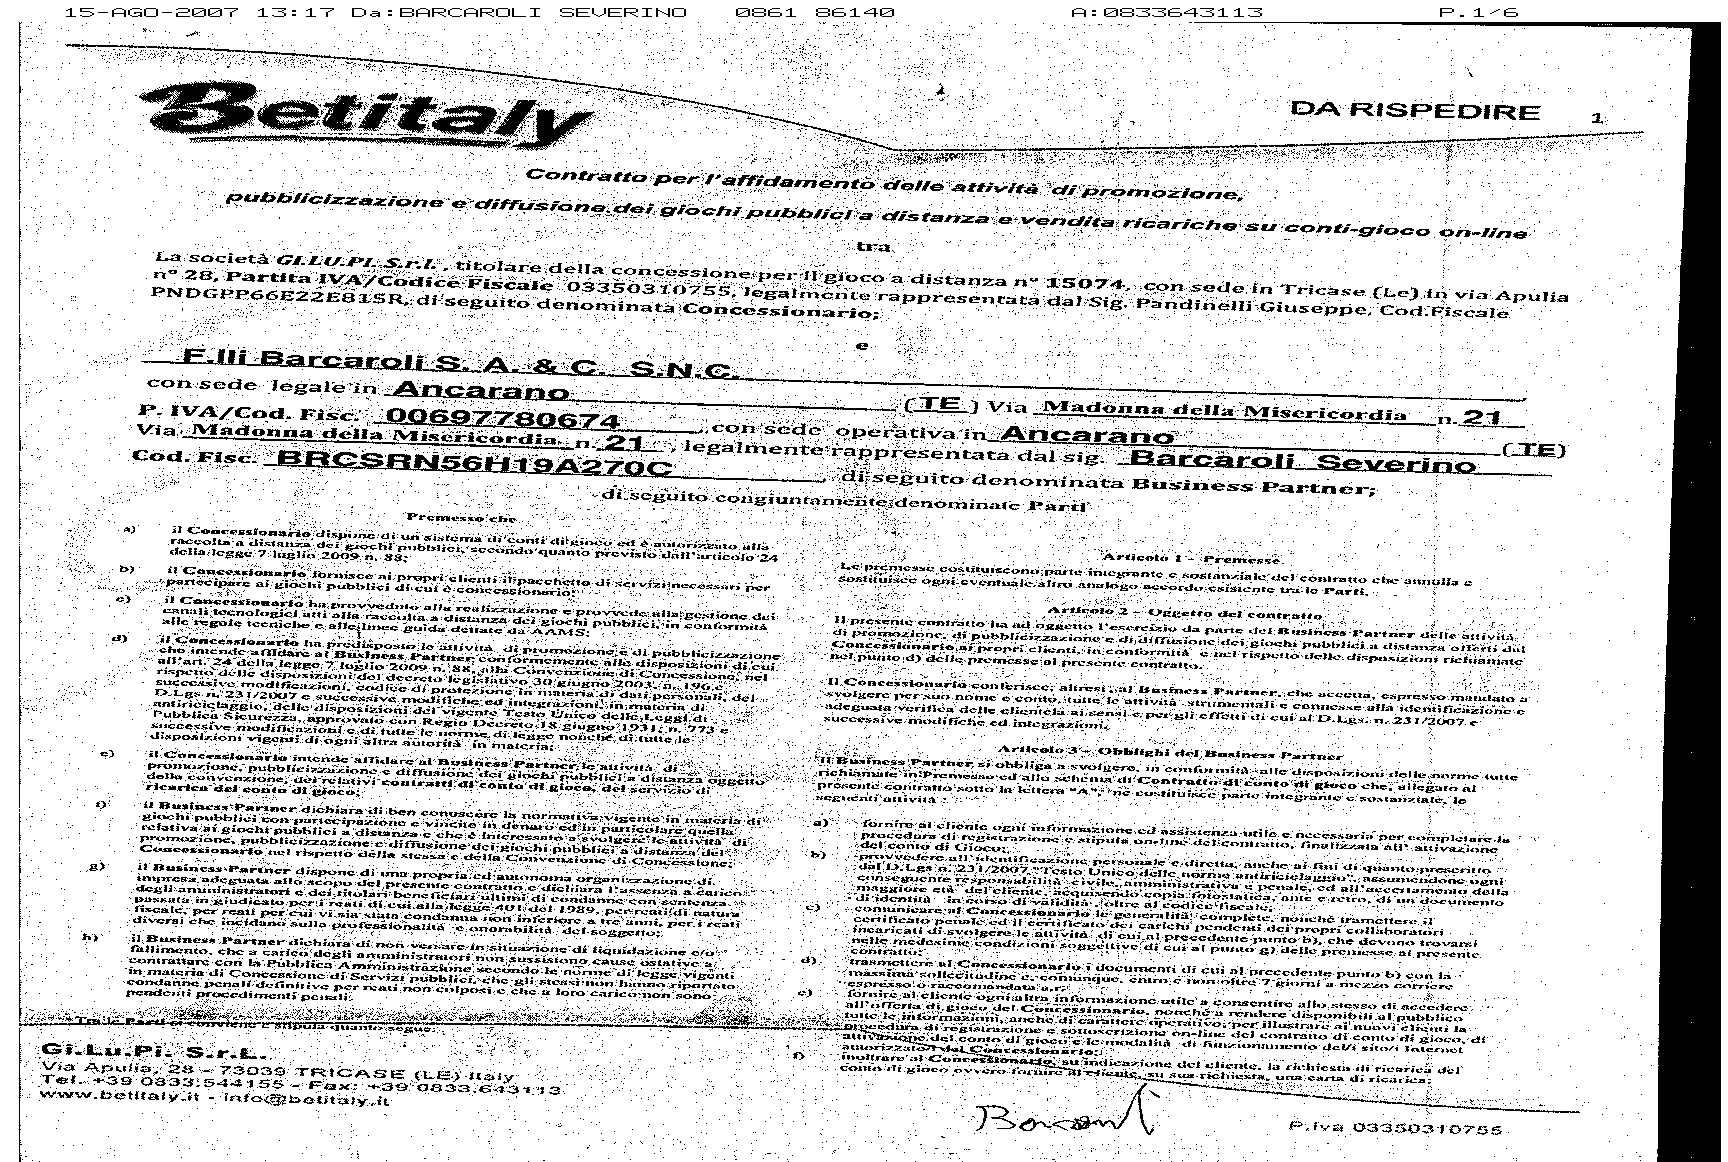 15-AGO-2007 13:17 Da:BARCAROLI SEVERINO 0861 86140 A:0833643113 P.1/6
Betitaly
DA RISPEDIRE 1
Contratto per l'affidamento delle attività di promozione,
pubblicizzazione e diffusione dei giochi pubblici a distanza e vendita ricariche su conti-gioco on-line
tra
La società GI.LU.PI. S.r.l. , titolare della concessione per il gioco a distanza n° 15074, con sede in Tricase (Le) in via Apulia
n° 28, Partita IVA/Codice Fiscale 03350310755, legalmente rappresentata dal Sig. Pandinelli Giuseppe, Cod.Fiscale
PNDGPP66E22E815R, di seguito denominata Concessionario;
e
F.lli Barcaroli S. A. & C. S.N.C.
con sede legale in Ancarano (TE) Via Madonna della Misericordia n. 21
P. IVA/Cod. Fisc. 00697780674, con sede operativa in Ancarano (TE)
Via Madonna della Misericordia n. 21, legalmente rappresentata dal sig. Barcaroli Severino
Cod. Fisc. BRCSRN56H19A270C, di seguito denominata Business Partner;
di seguito congiuntamente denominate Parti
Premesso che
a) il Concessionario dispone di un sistema di conti di gioco ed è autorizzato alla
raccolta a distanza dei giochi pubblici, secondo quanto previsto dall'articolo 24
della legge 7 luglio 2009 n. 88;
b) il Concessionario fornisce ai propri clienti il pacchetto di servizi necessari per
partecipare ai giochi pubblici di cui è concessionario;
c) il Concessionario ha provveduto alla realizzazione e provvede alla gestione dei
canali tecnologici atti alla raccolta a distanza dei giochi pubblici, in conformità
alle regole tecniche e alle linee guida dettate da AAMS;
d) il Concessionario ha predisposto le attività di promozione e di pubblicizzazione
che intende affidare al Business Partner, conformemente alle disposizioni di cui
all'art. 24 della legge 7 luglio 2009 n. 88, alla Convenzione di Concessione, nel
rispetto delle disposizioni del decreto legislativo 30 giugno 2003, n. 196 e
successive modificazioni, codice di protezione in materia di dati personali, del
D.Lgs n. 231/2007 e successive modifiche ed integrazioni, in materia di
antiriciclaggio, delle disposizioni del vigente Testo Unico delle Leggi di
Pubblica Sicurezza, approvato con Regio Decreto 18 giugno 1931, n. 773 e
successive modificazioni e di tutte le norme di legge nonché di tutte le
disposizioni vigenti di ogni altra autorità in materia;
e) il Concessionario intende affidare al Business Partner le attività di
promozione, pubblicizzazione e diffusione dei giochi pubblici a distanza oggetto
della convenzione, dei relativi contratti di conto di gioco, del servizio di
ricarica del conto di gioco;
f) il Business Partner dichiara di ben conoscere la normativa vigente in materia di
giochi pubblici con partecipazione e vincite in denaro ed in particolare quella
relativa ai giochi pubblici a distanza e che è interessato a svolgere le attività di
promozione, pubblicizzazione e diffusione dei giochi pubblici a distanza del
Concessionario nel rispetto della stessa e della Convenzione di Concessione;
g) il Business Partner dispone di una propria ed autonoma organizzazione di
impresa adeguata allo scopo del presente contratto e dichiara l'assenza a carico
degli amministratori e dei titolari beneficiari ultimi di condanne con sentenza
passata in giudicato per i reati di cui alla legge 401 del 1989, per reati di natura
fiscale, per reati per cui vi sia stata condanna non inferiore a tre anni, per i reati
diversi che incidano sulla professionalità e onorabilità del soggetto;
h) il Business Partner dichiara di non versare in situazione di liquidazione e/o
fallimento, che a carico degli amministratori non sussistono cause ostative a
contrattare con la Pubblica Amministrazione secondo le norme di legge vigenti
in materia di Concessione di Servizi pubblici, che gli stessi non hanno riportato
condanne penali definitive per reati non colposi e che a loro carico non sono
pendenti procedimenti penali.
Tra le Parti si conviene e stipula quanto segue:
Articolo 1 – Premesse
Le premesse costituiscono parte integrante e sostanziale del contratto che annulla e
sostituisce ogni eventuale altro analogo accordo esistente tra le Parti.
Articolo 2 – Oggetto del contratto
Il presente contratto ha ad oggetto l'esercizio da parte del Business Partner delle attività
di promozione, di pubblicizzazione e di diffusione dei giochi pubblici a distanza offerti dal
Concessionario ai propri clienti, in conformità e nel rispetto delle disposizioni richiamate
nel punto d) delle premesse al presente contratto.
Il Concessionario conferisce, altresì, al Business Partner, che accetta, espresso mandato a
svolgere per suo nome e conto, tutte le attività strumentali e connesse alla identificazione e
adeguata verifica delle clientela ai sensi e per gli effetti di cui al D.Lgs. n. 231/2007 e
successive modifiche ed integrazioni.
Articolo 3 – Obblighi del Business Partner
Il Business Partner si obbliga a svolgere, in conformità alle disposizioni delle norme tutte
richiamate in Premessa ed allo schema di Contratto di conto di gioco che, allegato al
presente contratto sotto la lettera "A", ne costituisce parte integrante e sostanziale, le
seguenti attività :
a) fornire al cliente ogni informazione ed assistenza utile e necessaria per completare la
procedura di registrazione e stipula on-line del contratto, finalizzata all' attivazione
del conto di Gioco;
b) provvedere all'identificazione personale e diretta, anche ai fini di quanto prescritto
dal D.Lgs n. 231/2007 "Testo Unico delle norme antiriciclaggio", assumendone ogni
conseguente responsabilità civile, amministrativa e penale, ed all'accertamento della
maggiore età del cliente, acquisendo copia fotostatica, ante e retro, di un documento
di identità in corso di validità, oltre al codice fiscale;
c) comunicare al Concessionario le generalità complete, nonché trasmettere il
certificato penale ed il certificato dei carichi pendenti dei propri collaboratori
incaricati di svolgere le attività di cui al precedente punto b), che devono trovarsi
nelle medesime condizioni soggettive di cui al punto g) delle premesse al presente
contratto;
d) trasmettere al Concessionario i documenti di cui al precedente punto b) con la
massima sollecitudine e, comunque, entro e non oltre 7 giorni a mezzo corriere
espresso o raccomandata a.r.;
e) fornire al cliente ogni altra informazione utile a consentire allo stesso di accedere
all'offerta di gioco del Concessionario, nonché a rendere disponibili al pubblico
tutte le informazioni, anche di carattere operativo, per illustrare ai nuovi clienti la
procedura di registrazione e sottoscrizione on-line del contratto di conto di gioco, di
attivazione del conto di gioco e le modalità di funzionamento del/i sito/i Internet
autorizzato/i dal Concessionario;
f) inoltrare al Concessionario, su indicazione del cliente, la richiesta di ricarica del
conto di gioco ovvero fornire al cliente, su sua richiesta, una carta di ricarica;
Gi.Lu.Pi. S.r.L.
Via Apulia, 28 – 73039 TRICASE (LE) Italy
Tel. +39 0833.544155 – Fax: +39 0833.643113
www.betitaly.it – info@betitaly.it
P.Iva 03350310755